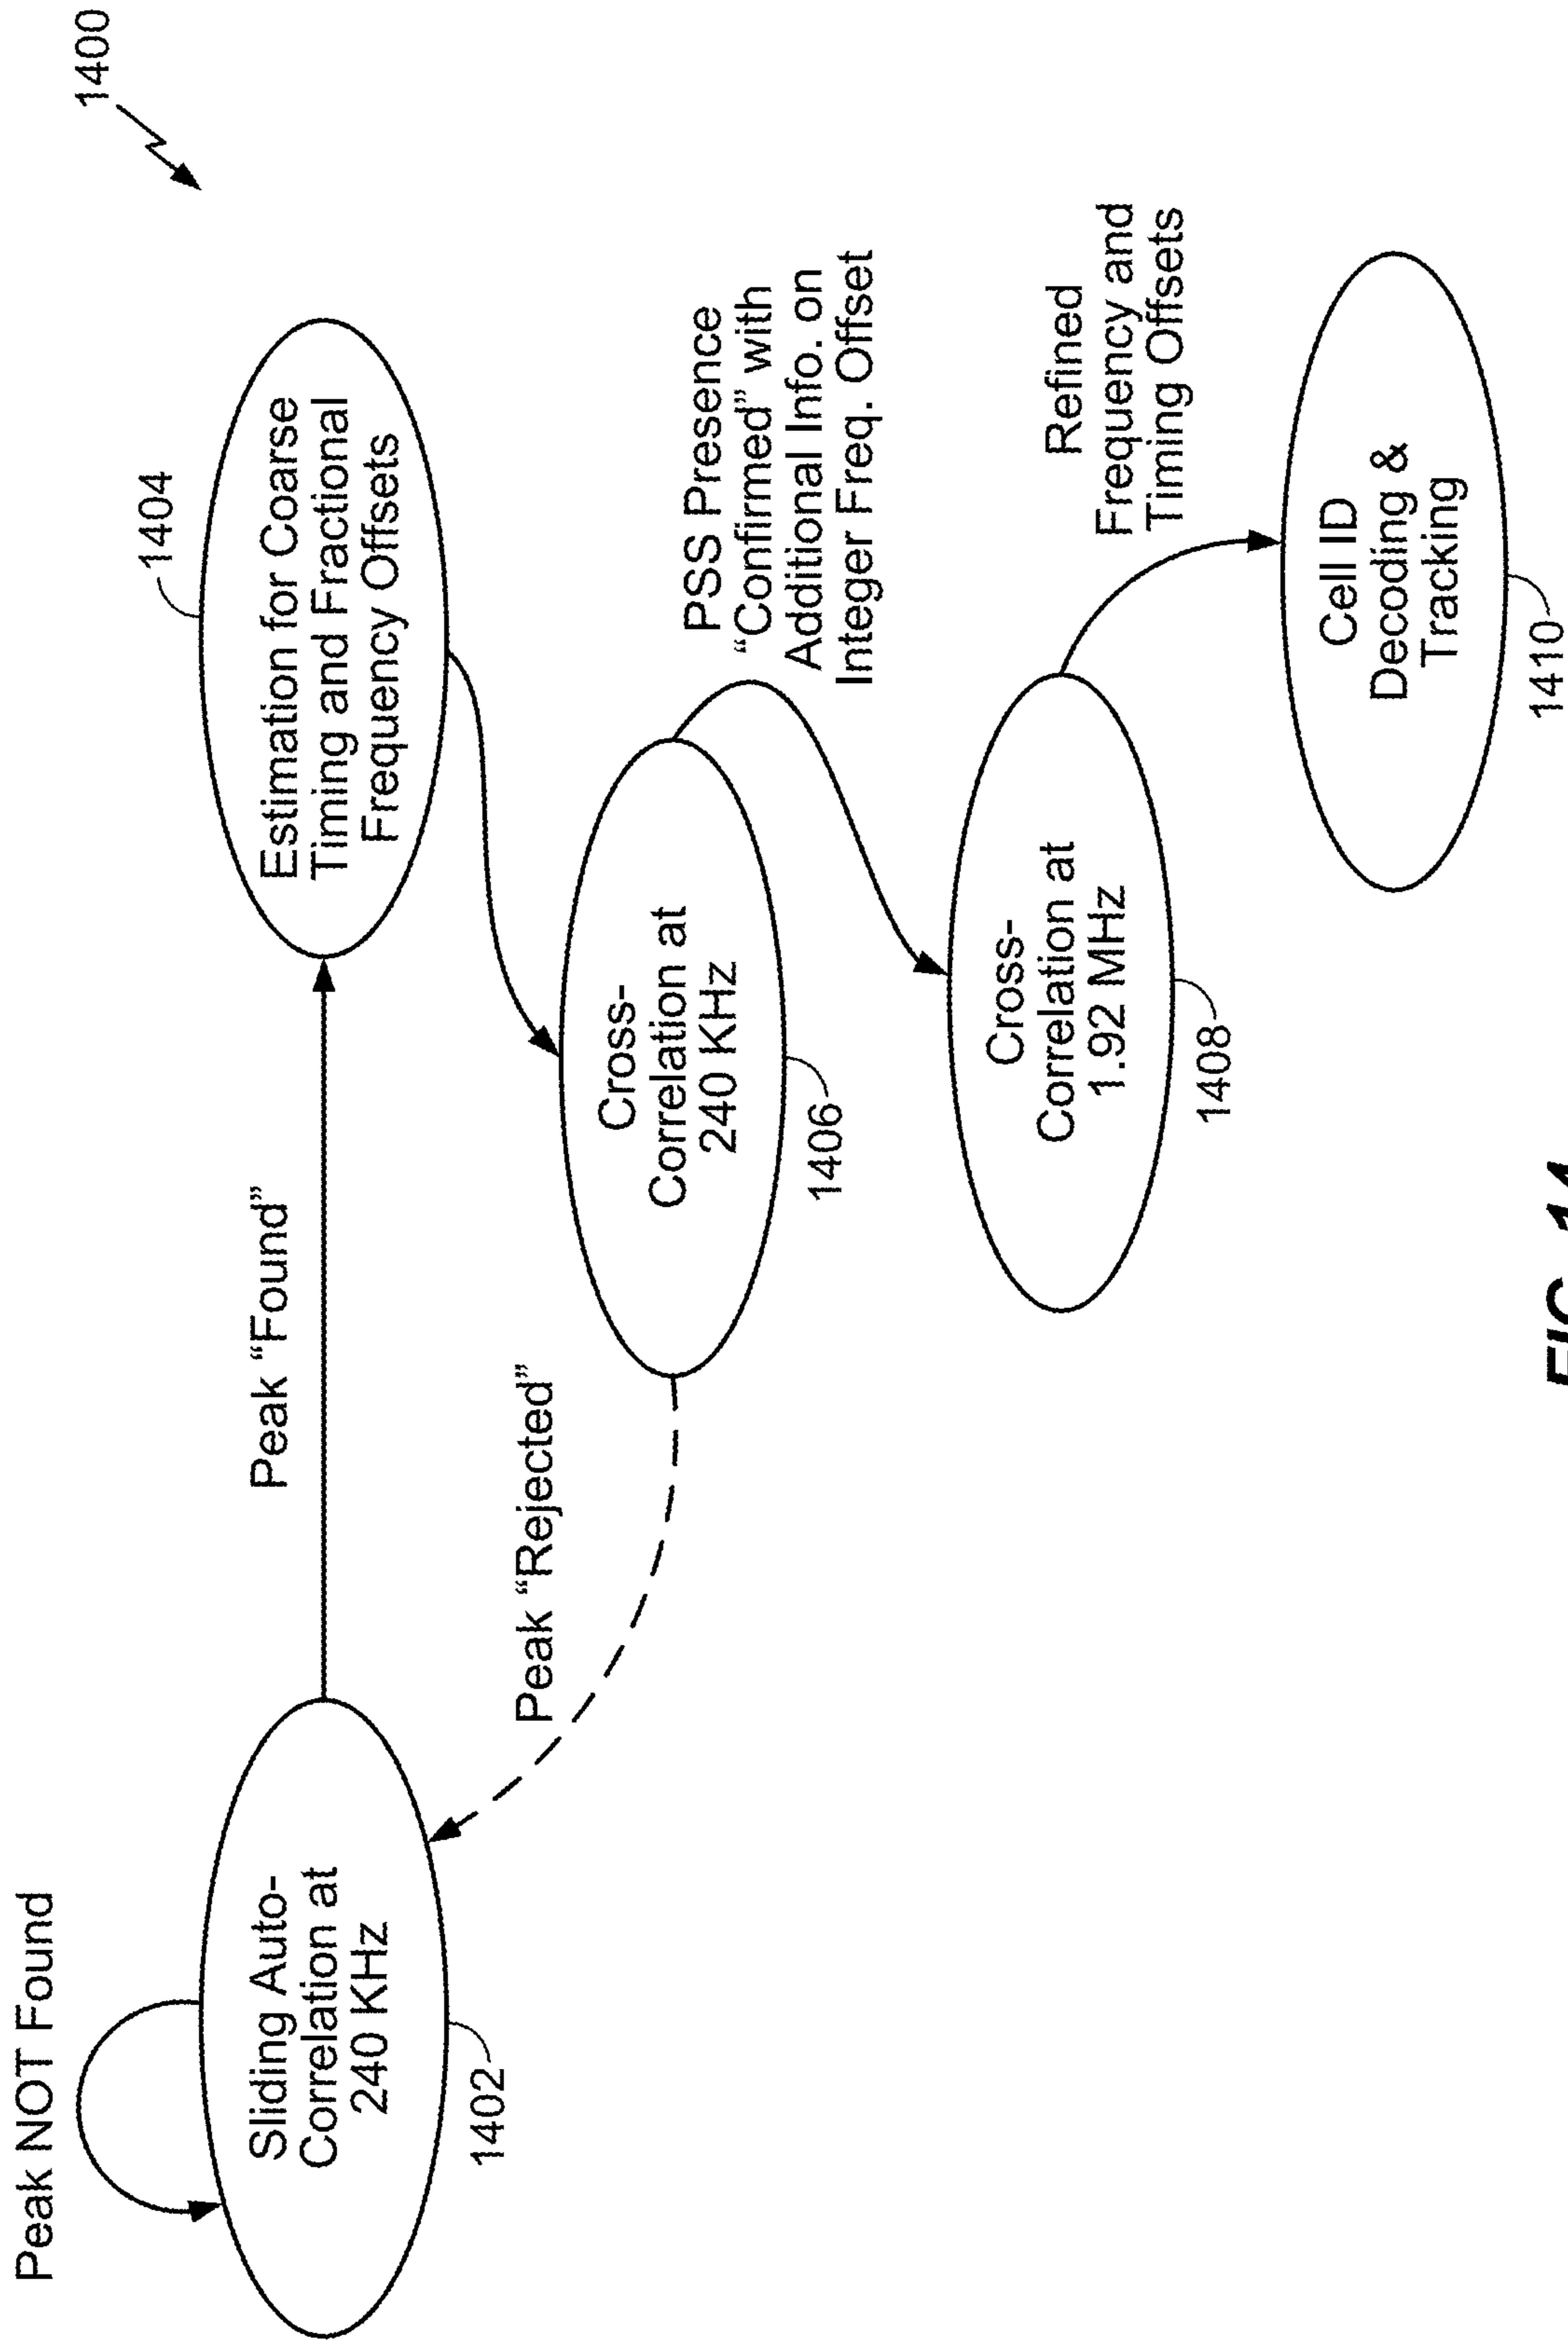 1400
Peak NOT Found
Sliding Auto-
Correlation at
240 KHz
1402
Peak “Found”
1404
Estimation for Coarse
Timing and Fractional
Frequency Offsets
Peak “Rejected”
Cross-
Correlation at
240 KHz
1406
PSS Presence
“Confirmed” with
Additional Info. on
Integer Freq. Offset
Cross-
Correlation at
1.92 MHz
1408
Refined
Frequency and
Timing Offsets
Cell ID
Decoding &
Tracking
1410
FIG. 14